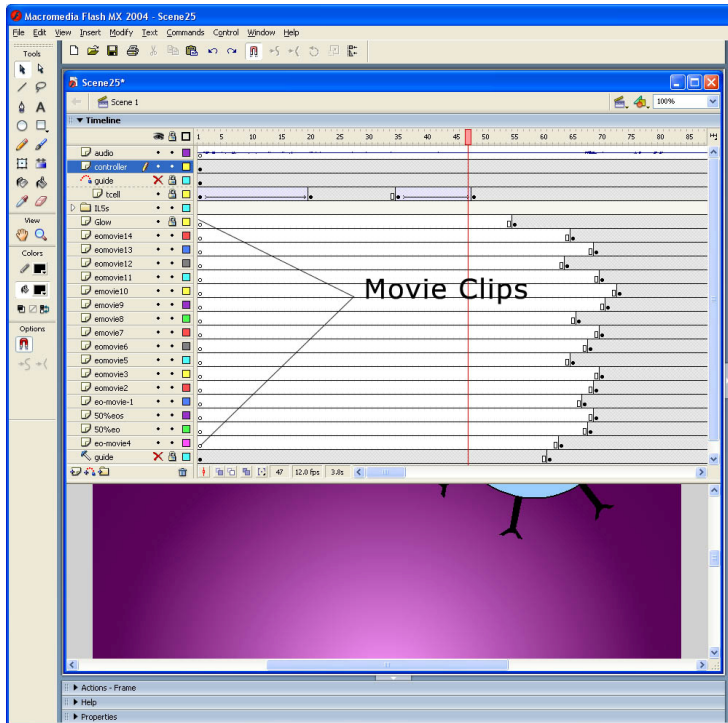 Macromedia Flash MX 2004 - Scene25
File Edit View Insert Modify Text Commands Control Window Help
Tools
View
Colors
Options
Scene25*
Scene 1
100%
Timeline
1 5 10 15 20 25 30 35 40 45 50 55 60 65 70 75 80 85
audio
controller
guide
tcell
IL5s
Glow
eomovie14
eomovie13
eomovie12
eomovie11
emovie10
emovie9
emovie8
emovie7
eomovie6
eomovie5
eomovie3
eomovie2
eo-movie-1
50%eos
50%eo
eo-movie4
guide
Movie Clips
47 12.0 fps 3.8s
Actions - Frame
Help
Properties